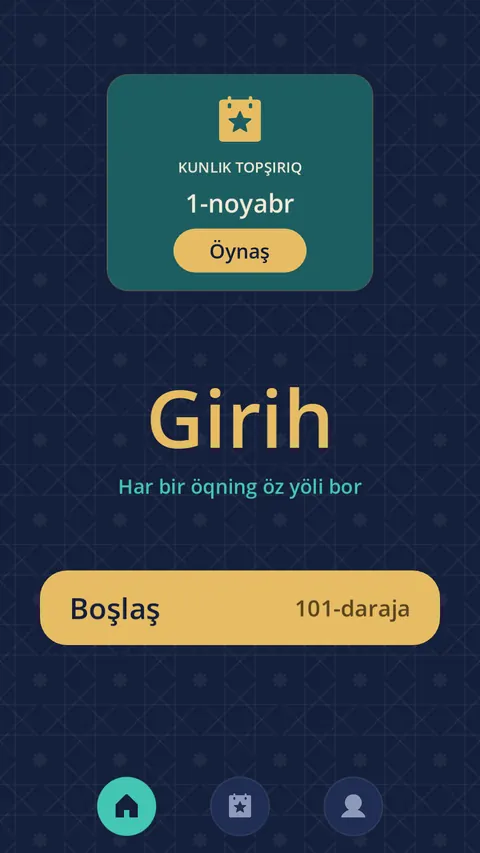 KUNLIK TOPŞIRIQ
1-noyabr
Öynaş
Girih
Har bir öqning öz yöli bor
Boşlaş 101-daraja